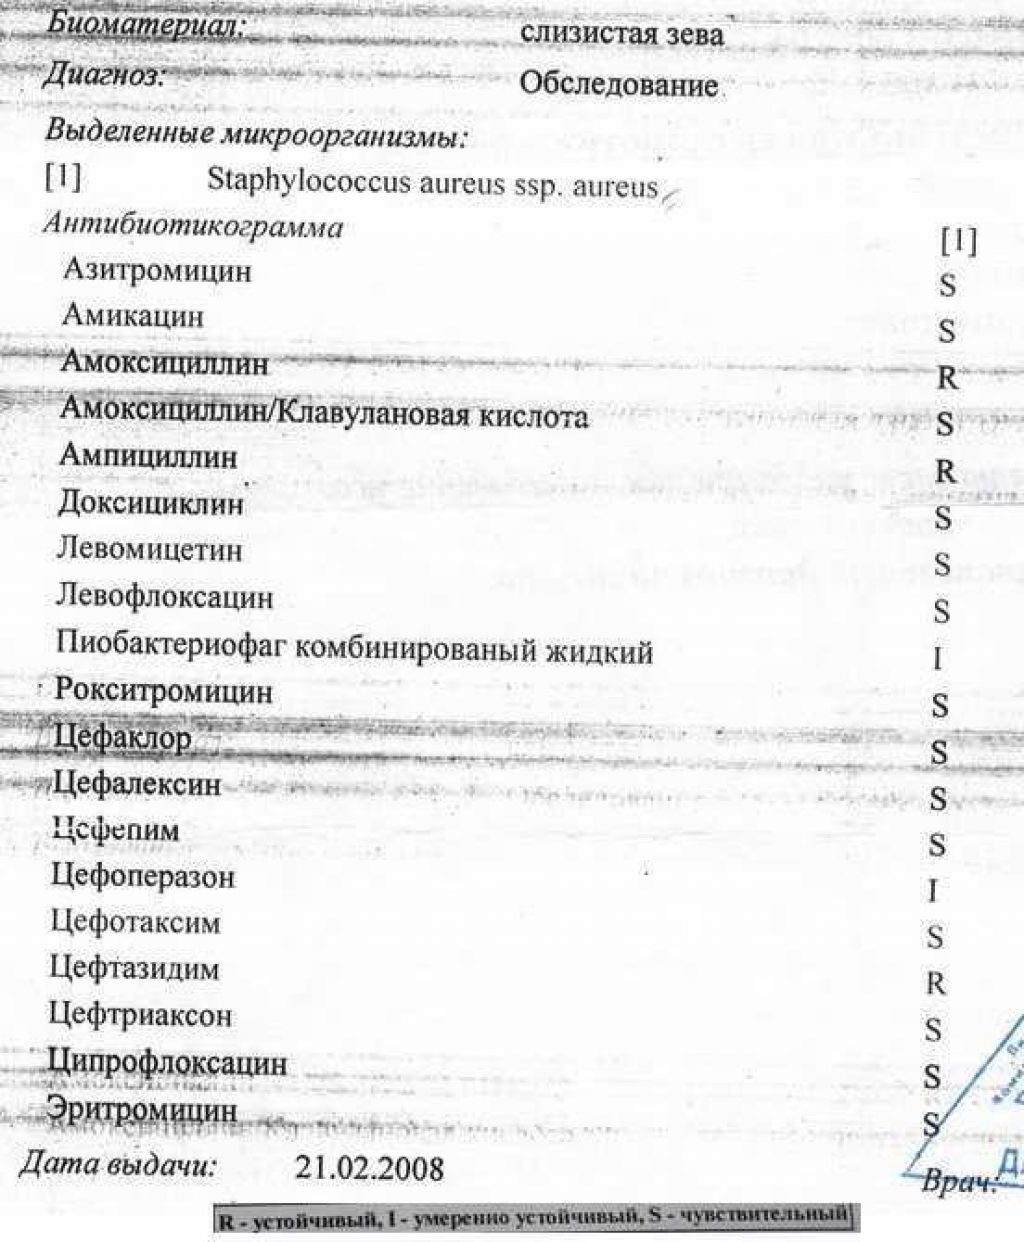 Биоматериал: слизистая зева
Диагноз: Обследование
Выделенные микроорганизмы:
[1] Staphylococcus aureus ssp. aureus
Антибиотикограмма [1]
Азитромицин S
Амикацин S
Амоксициллин R
Амоксициллин/Клавулановая кислота S
Ампициллин R
Доксициклин S
Левомицетин S
Левофлоксацин S
Пиобактериофаг комбинированый жидкий I
Рокситромицин S
Цефаклор S
Цефалексин S
Цефепим S
Цефоперазон I
Цефотаксим S
Цефтазидим R
Цефтриаксон S
Ципрофлоксацин S
Эритромицин S
Дата выдачи: 21.02.2008 Врач:
R - устойчивый, I - умеренно устойчивый, S - чувствительный